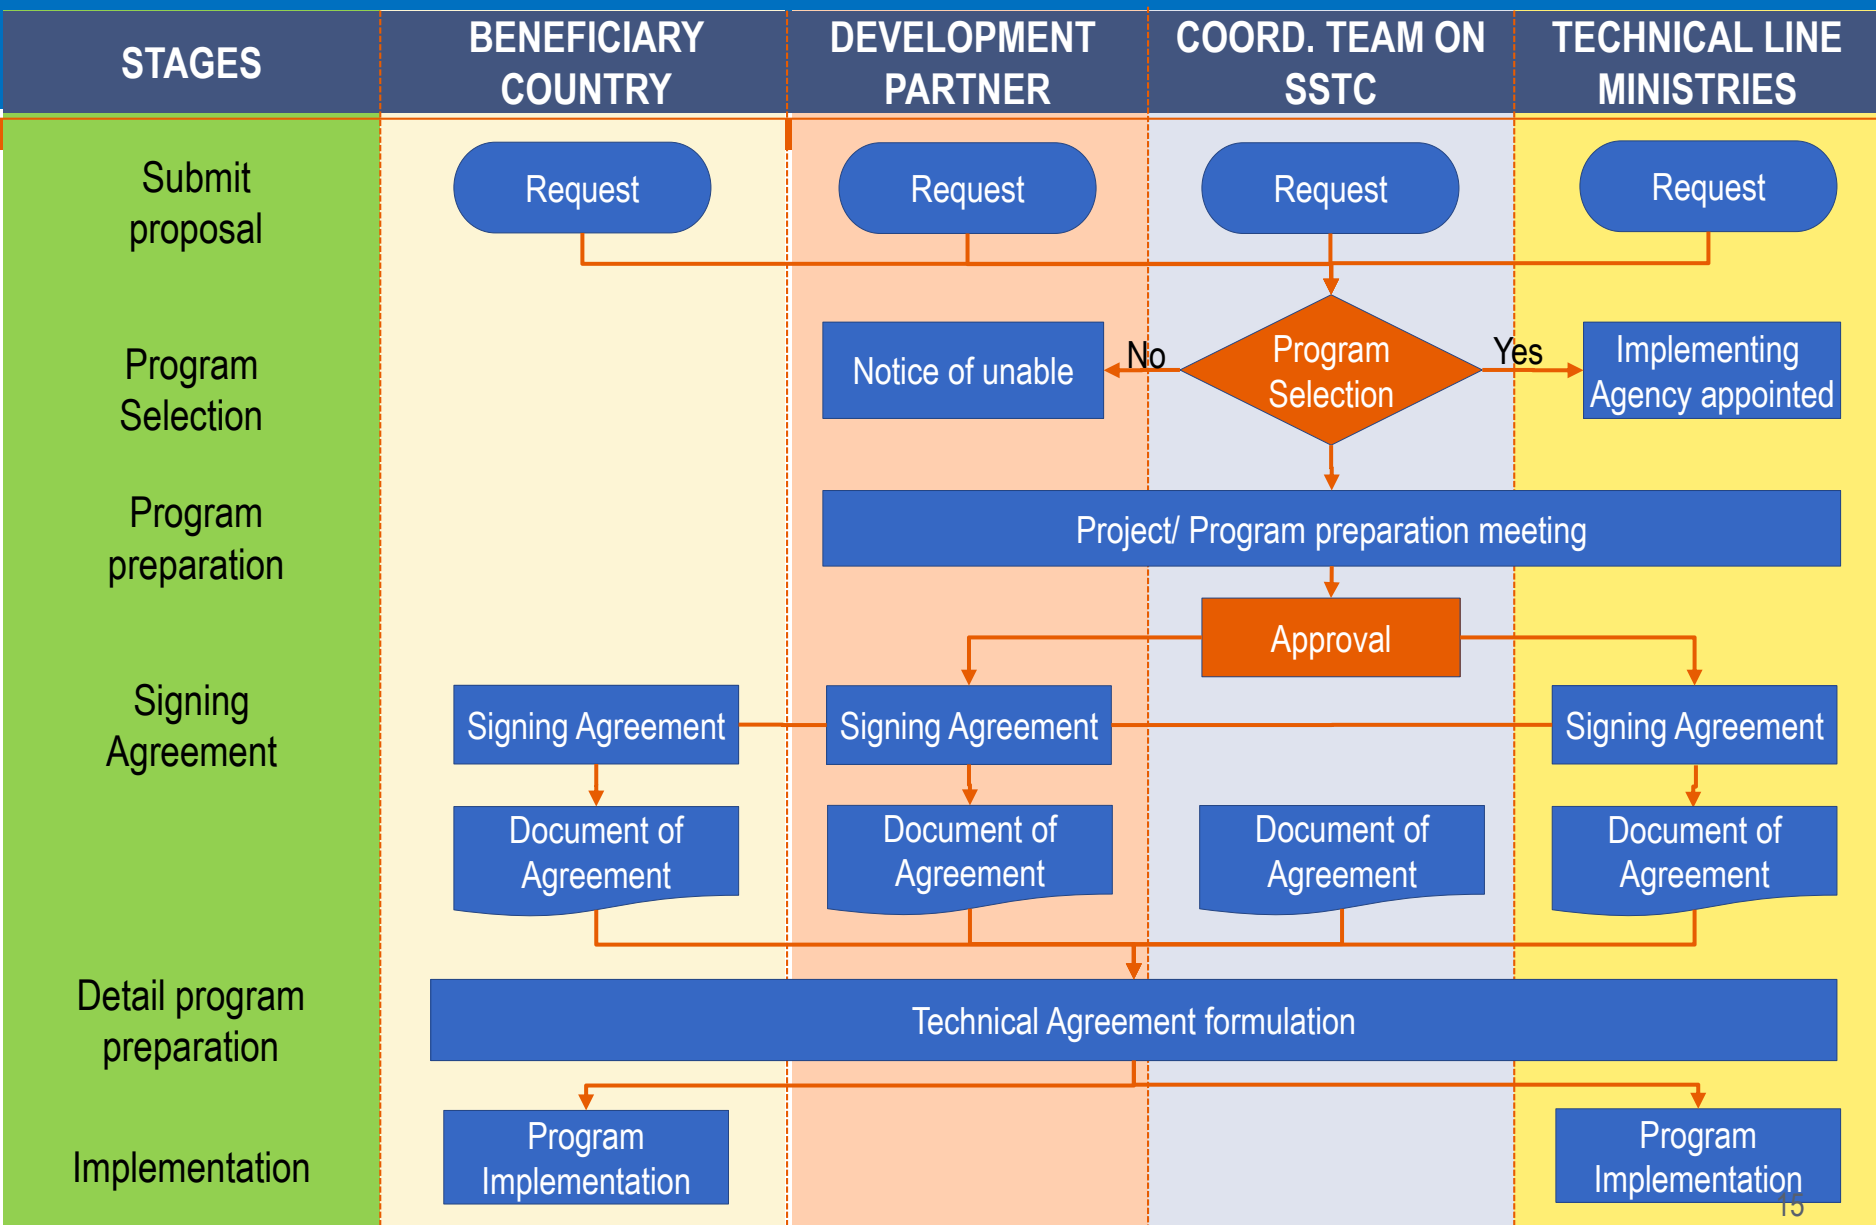 STAGES
BENEFICIARY
COUNTRY
DEVELOPMENT
PARTNER
COORD. TEAM ON
SSTC
TECHNICAL LINE
MINISTRIES
Submit
proposal
Request
Request
Request
Request
Program
Selection
Notice of unable
No
Program
Selection
Yes
Implementing
Agency appointed
Program
preparation
Project/ Program preparation meeting
Approval
Signing
Agreement
Signing Agreement
Signing Agreement
Signing Agreement
Document of
Agreement
Document of
Agreement
Document of
Agreement
Document of
Agreement
Detail program
preparation
Technical Agreement formulation
Implementation
Program
Implementation
Program
Implementation
15